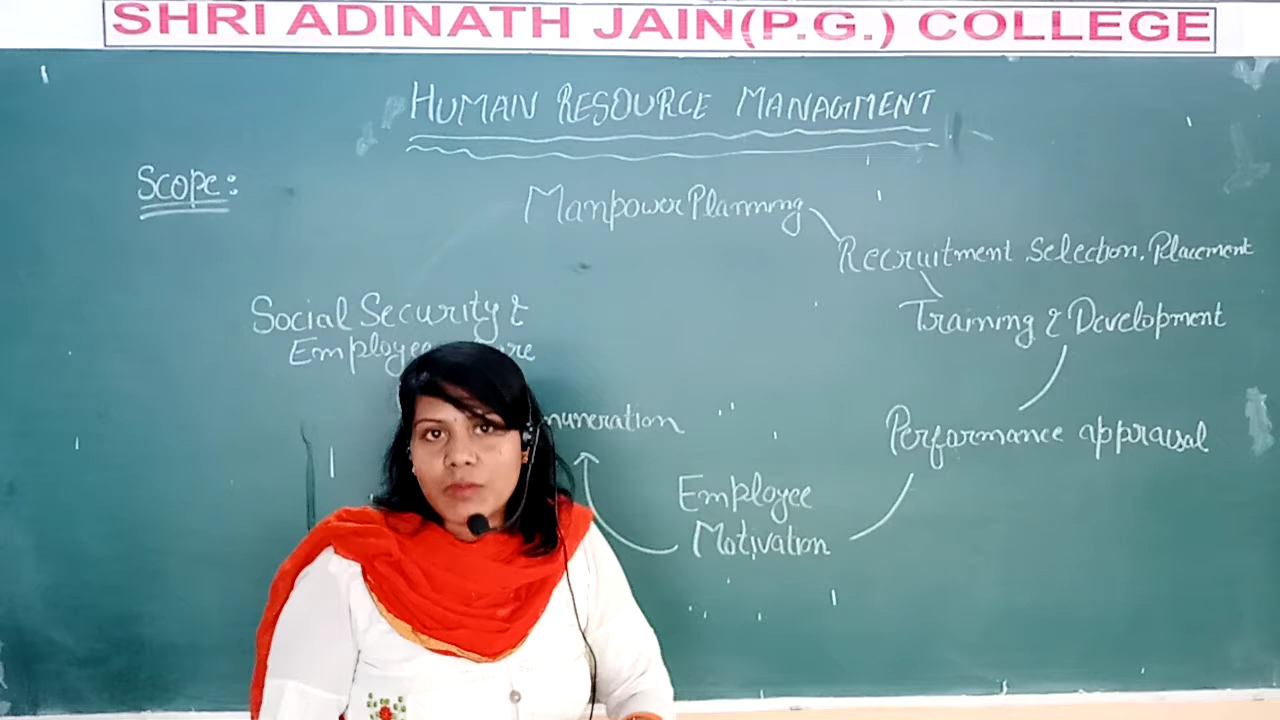 SHRI ADINATH JAIN(P.G.) COLLEGE
HUMAN RESOURCE MANAGMENT
Scope:
Manpower Planning
Recruitment, Selection, Placement
Training & Development
Performance appraisal
Employee
Motivation
Social Security &